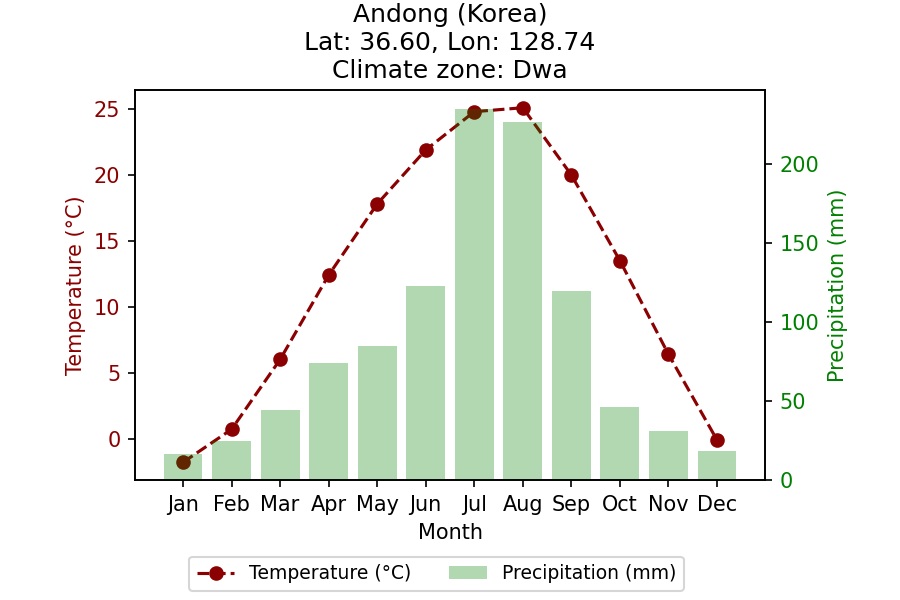 Andong (Korea)
Lat: 36.60, Lon: 128.74
Climate zone: Dwa
Temperature (°C)
25
20
15
10
5
0
200
150
100
50
0
Precipitation (mm)
Jan Feb Mar Apr May Jun Jul Aug Sep Oct Nov Dec
Month
Temperature (°C) Precipitation (mm)